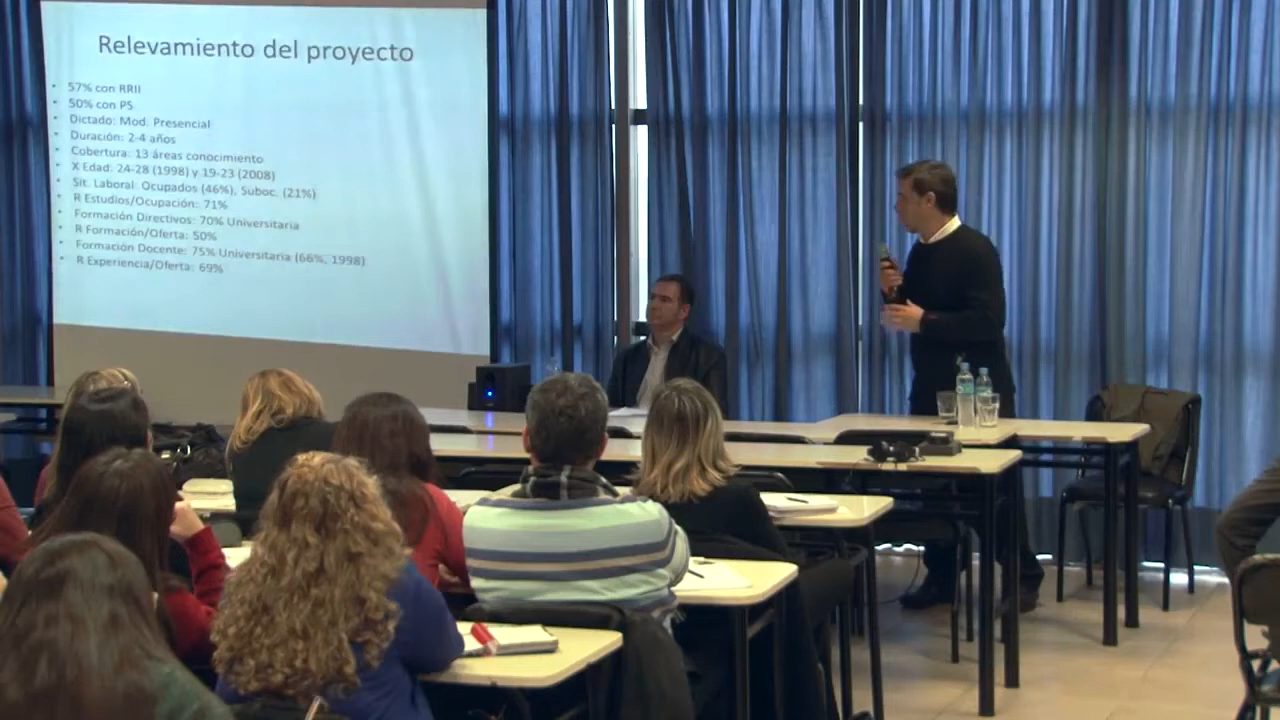 Relevamiento del proyecto
• 57% con RRII
• 50% con PS
• Dictado: Mod. Presencial
• Duración: 2-4 años
• Cobertura: 13 áreas conocimiento
• X Edad: 24-28 (1998) y 19-23 (2008)
• Sit. Laboral: Ocupados (46%), Suboc. (21%)
• R Estudios/Ocupación: 71%
• Formación Directivos: 70% Universitaria
• R Formación/Oferta: 50%
• Formación Docente: 75% Universitaria (66%, 1998)
• R Experiencia/Oferta: 69%